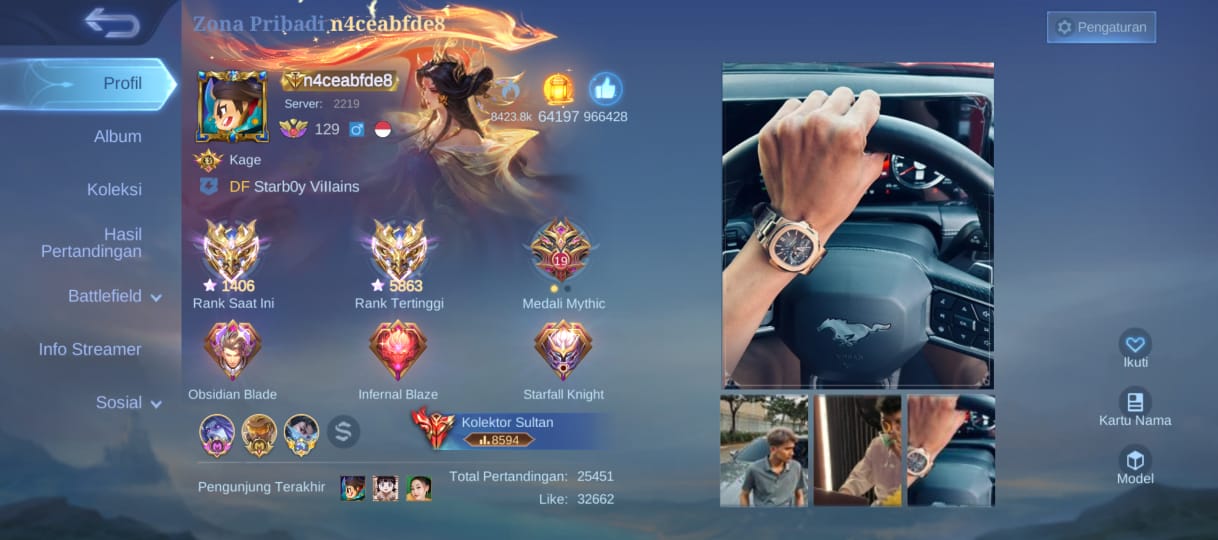 Zona Pribadi n4ceabfde8
Pengaturan
Profil
Album
Koleksi
Hasil
Pertandingan
Battlefield
Info Streamer
Sosial
n4ceabfde8
Server: 2219
129
8423.8k 64197 966428
Kage
DF Starb0y Villains
1406
Rank Saat Ini
5863
Rank Tertinggi
19
Medali Mythic
Obsidian Blade
Infernal Blaze
Starfall Knight
Kolektor Sultan
8594
Pengunjung Terakhir
Total Pertandingan: 25451
Like: 32662
Ikuti
Kartu Nama
Model